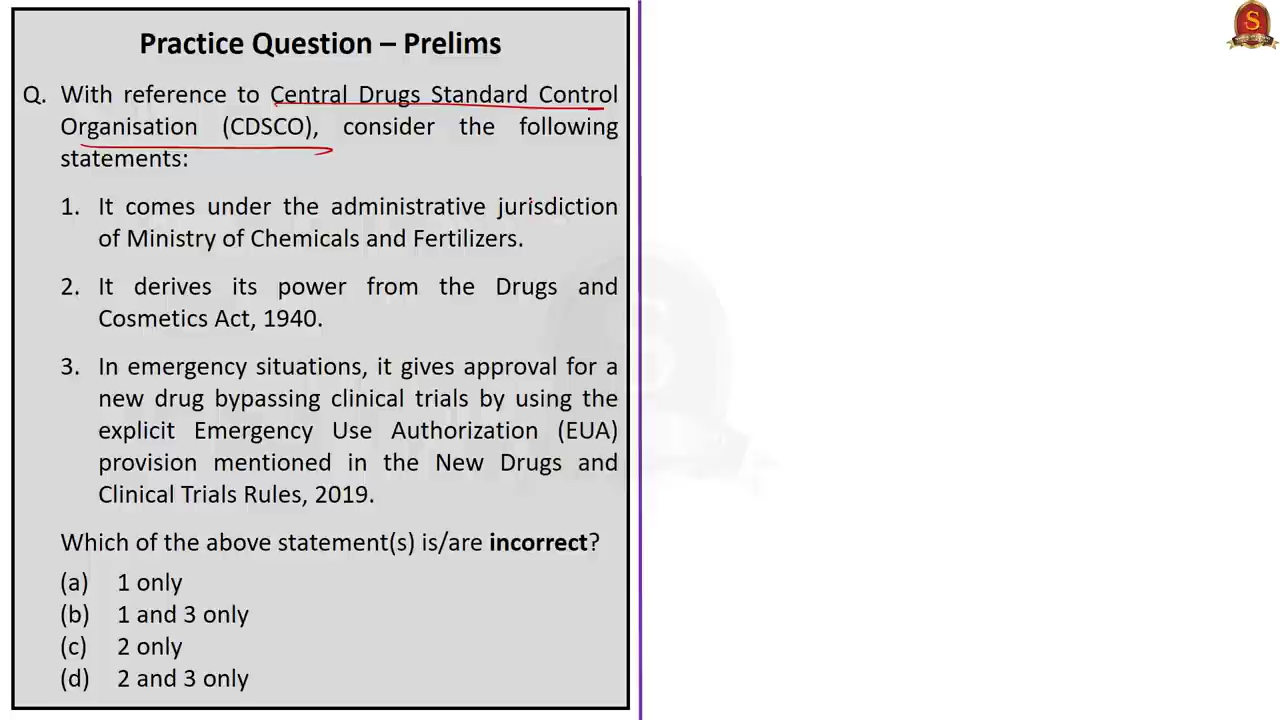 Practice Question – Prelims
Q. With reference to Central Drugs Standard Control
Organisation (CDSCO), consider the following
statements:
1. It comes under the administrative jurisdiction
of Ministry of Chemicals and Fertilizers.
2. It derives its power from the Drugs and
Cosmetics Act, 1940.
3. In emergency situations, it gives approval for a
new drug bypassing clinical trials by using the
explicit Emergency Use Authorization (EUA)
provision mentioned in the New Drugs and
Clinical Trials Rules, 2019.
Which of the above statement(s) is/are incorrect?
(a) 1 only
(b) 1 and 3 only
(c) 2 only
(d) 2 and 3 only
S